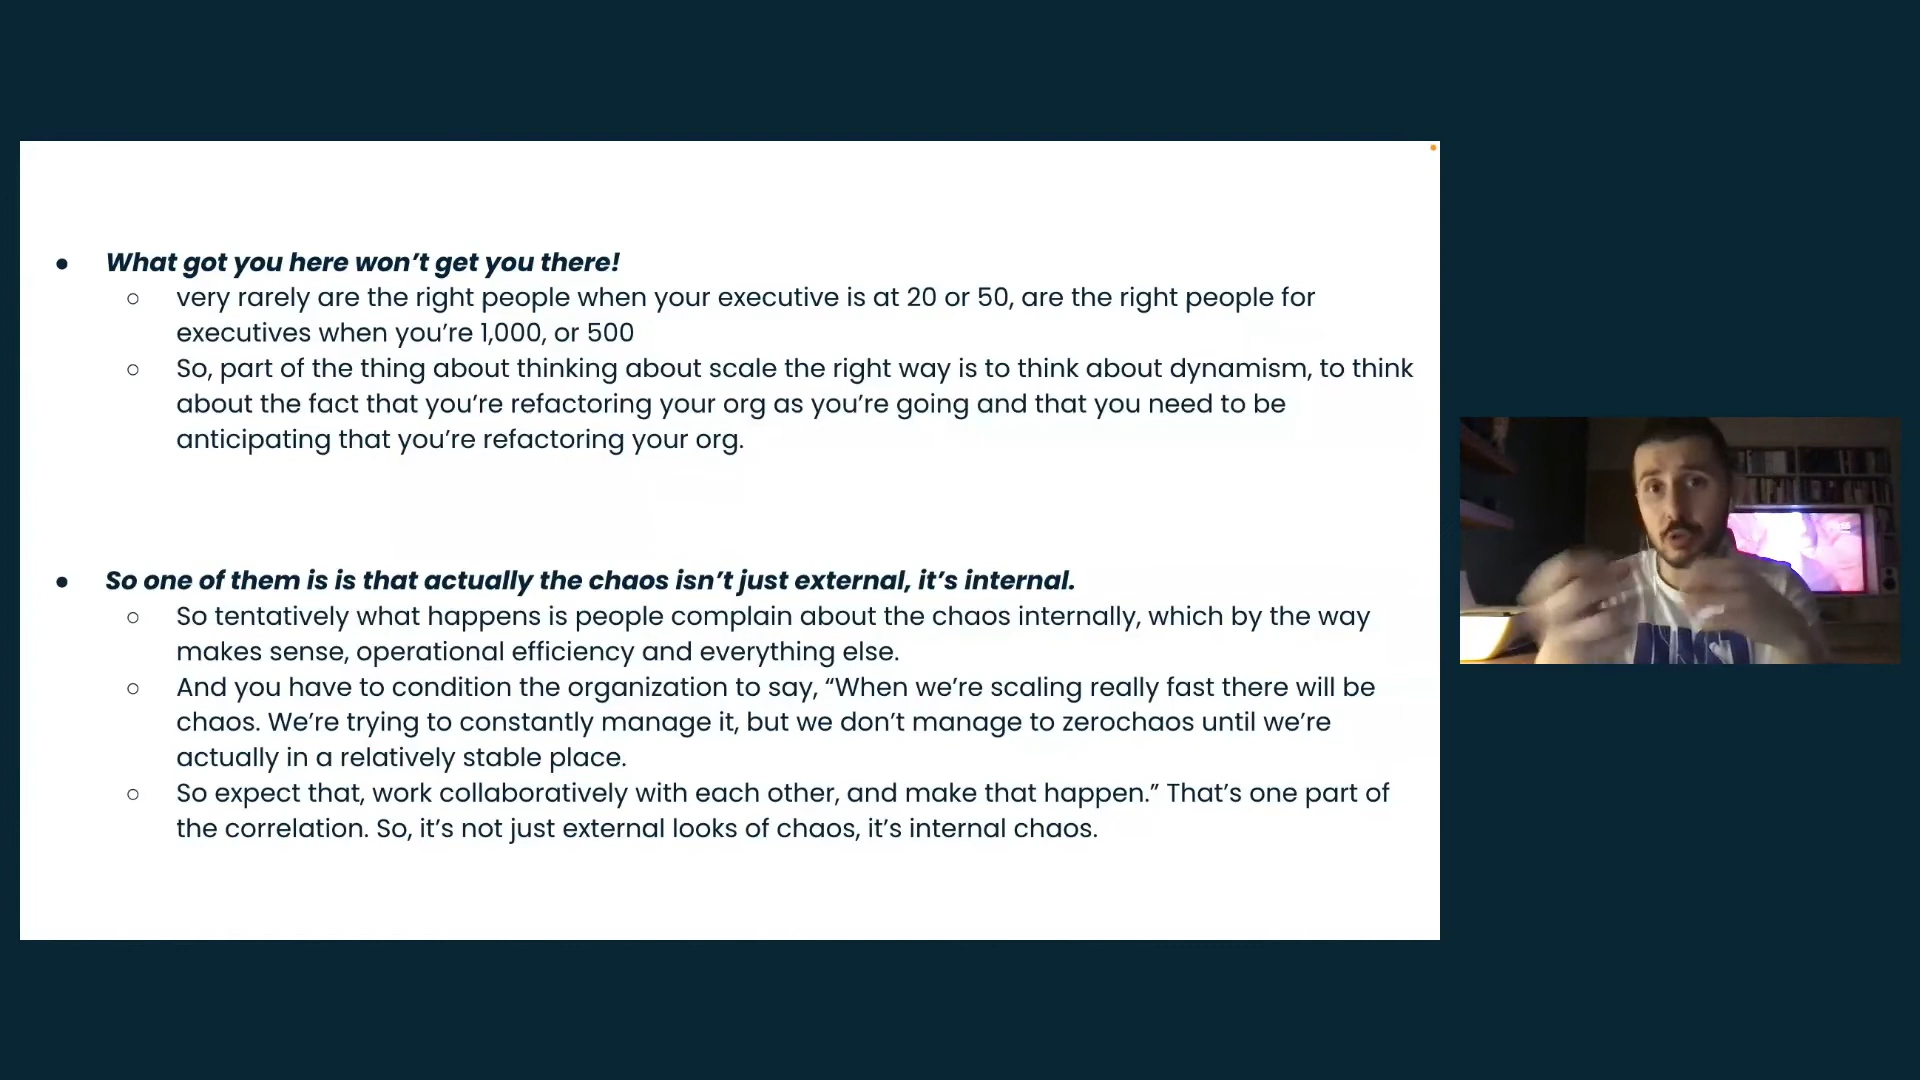 ● What got you here won’t get you there!
○ very rarely are the right people when your executive is at 20 or 50, are the right people for
executives when you’re 1,000, or 500
○ So, part of the thing about thinking about scale the right way is to think about dynamism, to think
about the fact that you’re refactoring your org as you’re going and that you need to be
anticipating that you’re refactoring your org.
● So one of them is is that actually the chaos isn’t just external, it’s internal.
○ So tentatively what happens is people complain about the chaos internally, which by the way
makes sense, operational efficiency and everything else.
○ And you have to condition the organization to say, “When we’re scaling really fast there will be
chaos. We’re trying to constantly manage it, but we don’t manage to zerochaos until we’re
actually in a relatively stable place.
○ So expect that, work collaboratively with each other, and make that happen.” That’s one part of
the correlation. So, it’s not just external looks of chaos, it’s internal chaos.